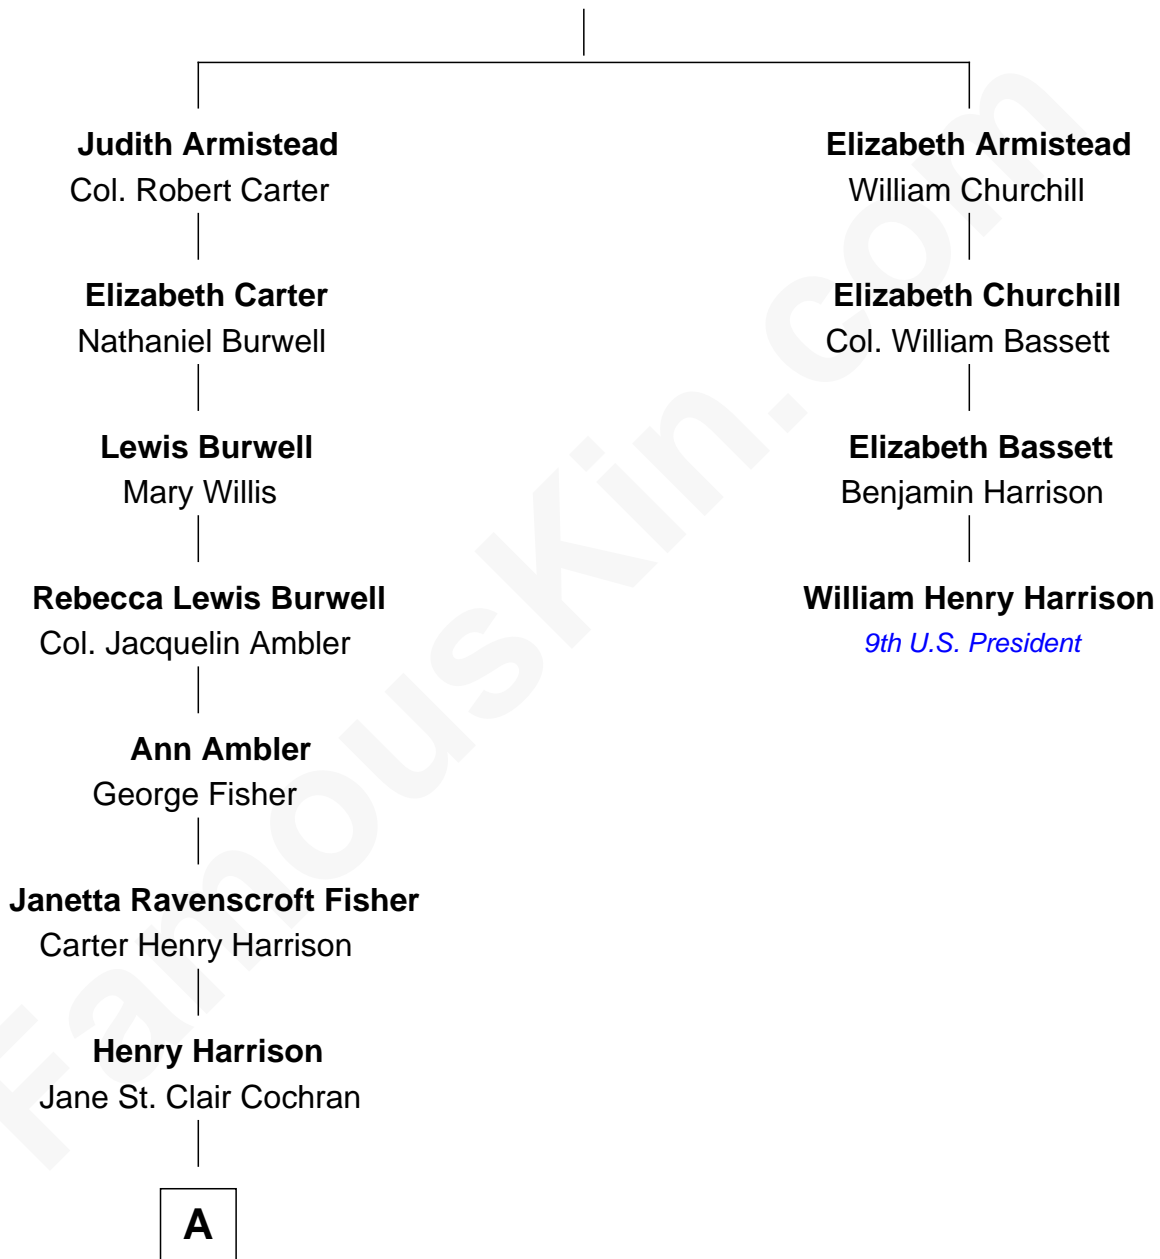 Judith Armistead
Col. Robert Carter
Elizabeth Carter
Nathaniel Burwell
Lewis Burwell
Mary Willis
Rebecca Lewis Burwell
Col. Jacquelin Ambler
Ann Ambler
George Fisher
Janetta Ravenscroft Fisher
Carter Henry Harrison
Henry Harrison
Jane St. Clair Cochran
A
Elizabeth Armistead
William Churchill
Elizabeth Churchill
Col. William Bassett
Elizabeth Bassett
Benjamin Harrison
William Henry Harrison
9th U.S. President
FamousKin.com